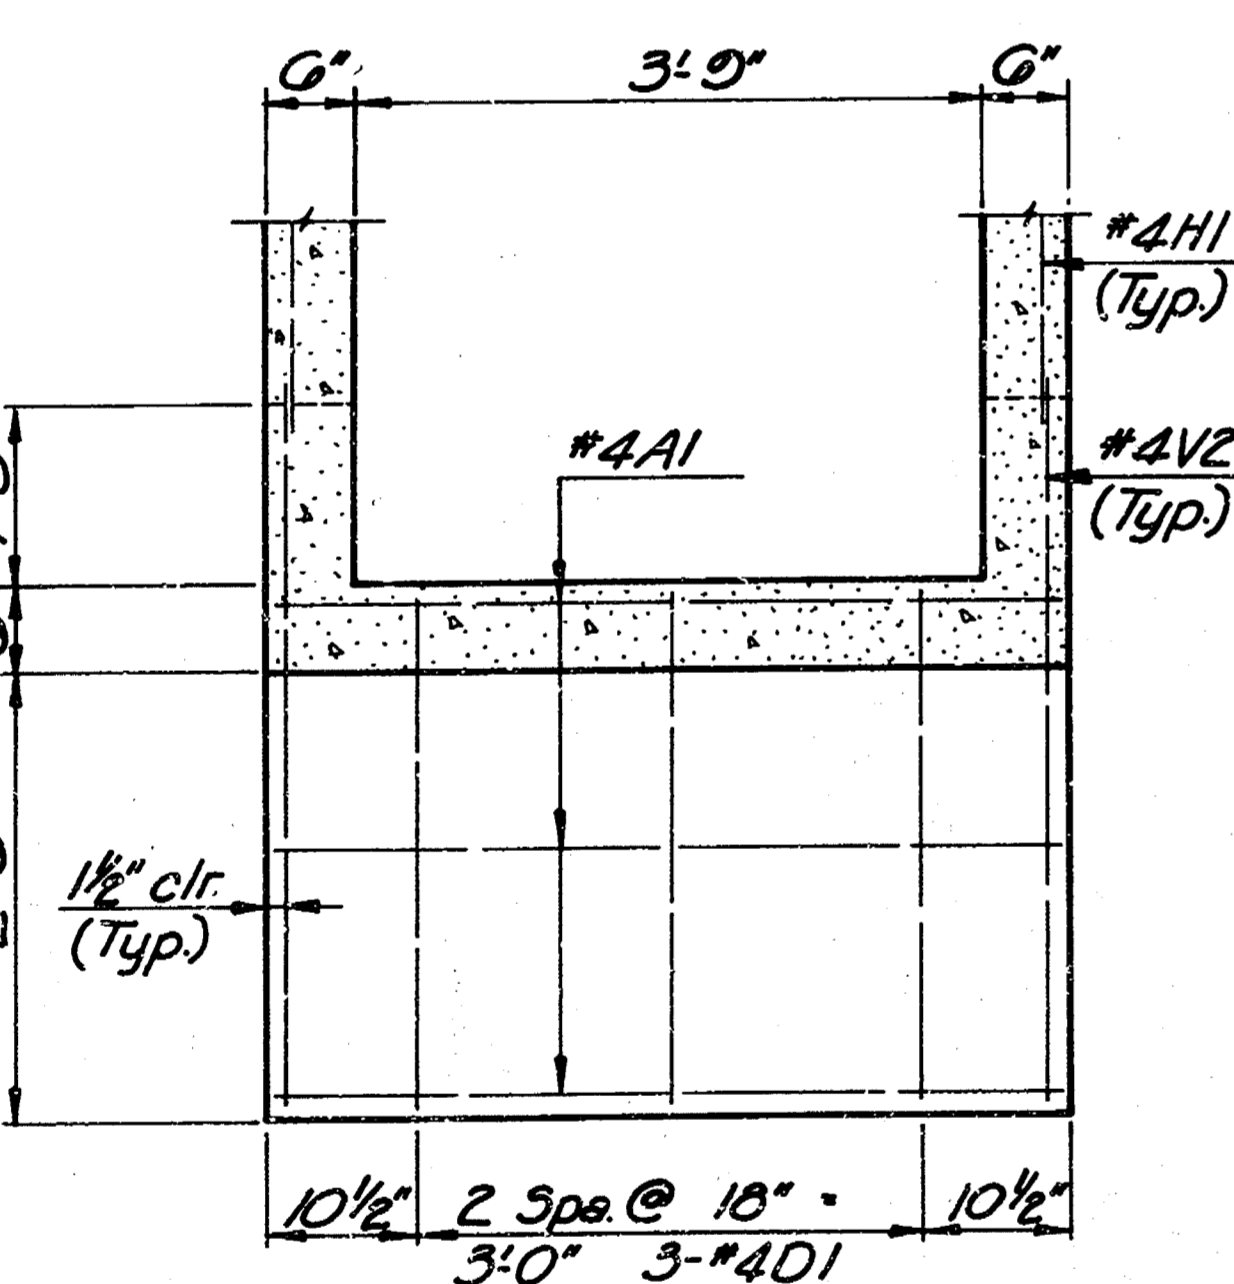 6" 3'-9" 6"
#4H1
(Typ.)
#4A1
#4V2
(Typ.)
1½" clr.
(Typ.)
10½" 2 Spa. @ 18" = 10½"
3'-0" 3-#4D1